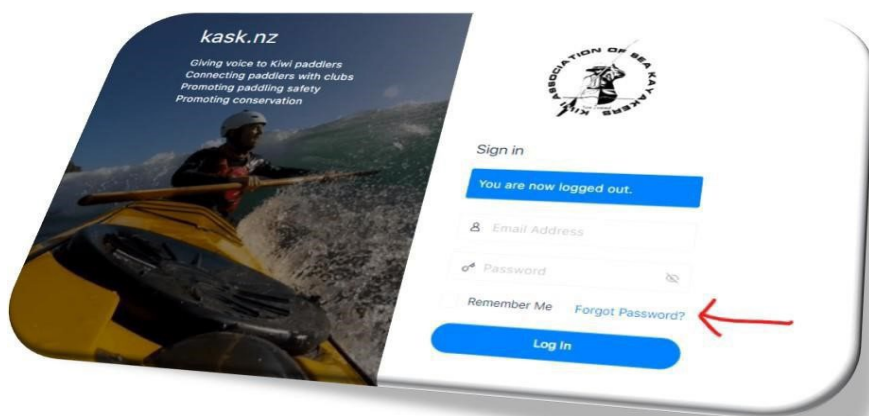 kask.nz
Giving voice to Kiwi paddlers
Connecting paddlers with clubs
Promoting paddling safety
Promoting conservation
KIWI ASSOCIATION OF SEA KAYAKERS
Sign in
You are now logged out.
Email Address
Password
Remember Me Forgot Password?
Log In